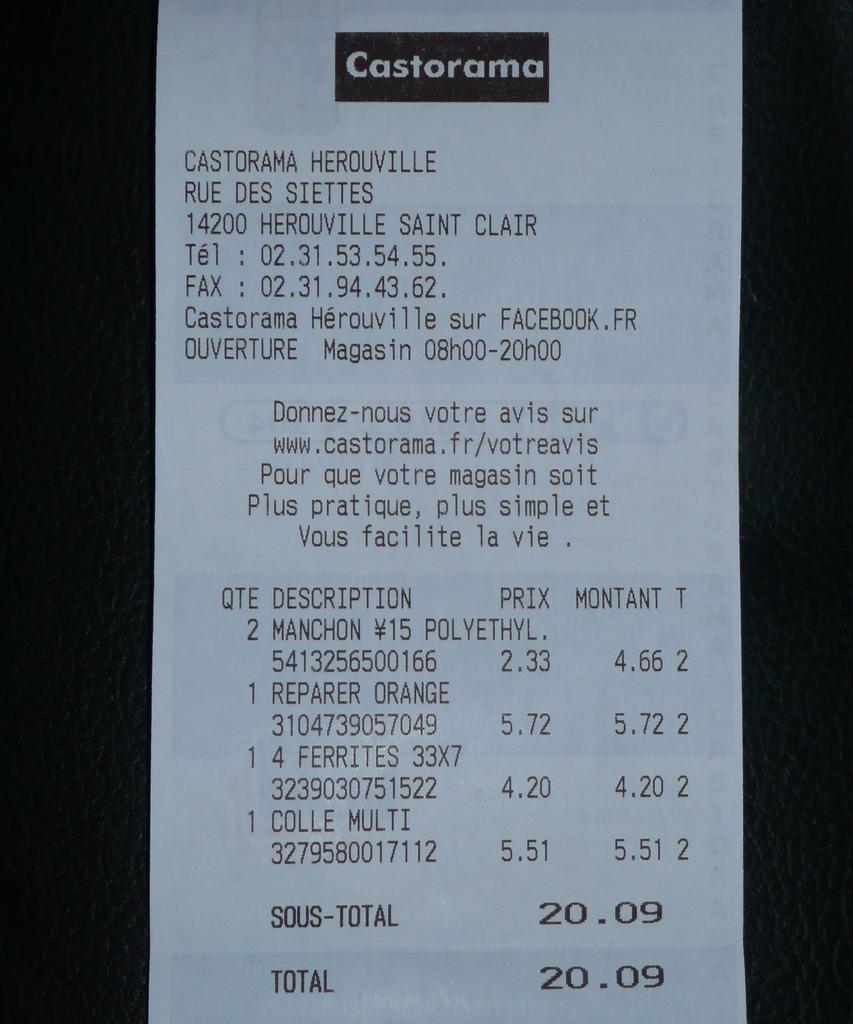 Castorama
CASTORAMA HEROUVILLE
RUE DES SIETTES
14200 HEROUVILLE SAINT CLAIR
Tél : 02.31.53.54.55.
FAX : 02.31.94.43.62.
Castorama Hérouville sur FACEBOOK.FR
OUVERTURE Magasin 08h00-20h00
Donnez-nous votre avis sur
www.castorama.fr/votreavis
Pour que votre magasin soit
Plus pratique, plus simple et
Vous facilite la vie .
QTE DESCRIPTION PRIX MONTANT T
2 MANCHON ¥15 POLYETHYL.
5413256500166 2.33 4.66 2
1 REPARER ORANGE
3104739057049 5.72 5.72 2
1 4 FERRITES 33X7
3239030751522 4.20 4.20 2
1 COLLE MULTI
3279580017112 5.51 5.51 2
SOUS-TOTAL 20.09
TOTAL 20.09